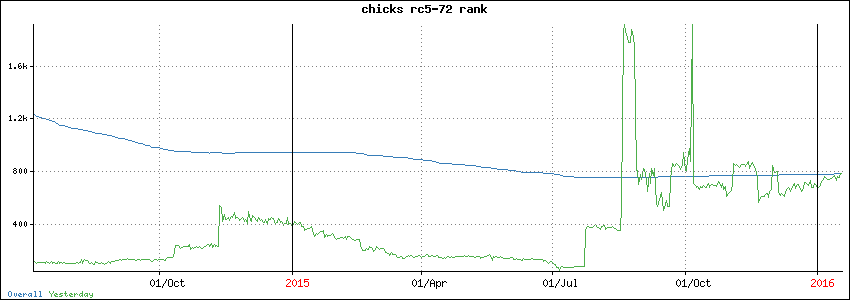 chicks rc5-72 rank
1.6k
1.2k
800
400
01/Oct 2015 01/Apr 01/Jul 01/Oct 2016
Overall Yesterday